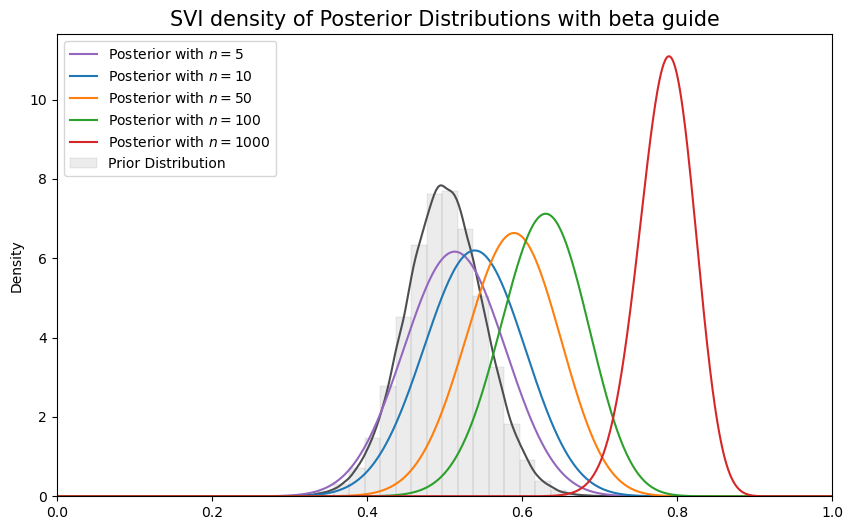 SVI density of Posterior Distributions with beta guide
Posterior with n = 5
Posterior with n = 10
Posterior with n = 50
Posterior with n = 100
Posterior with n = 1000
Prior Distribution
Density
10
8
6
4
2
0
0.0 0.2 0.4 0.6 0.8 1.0